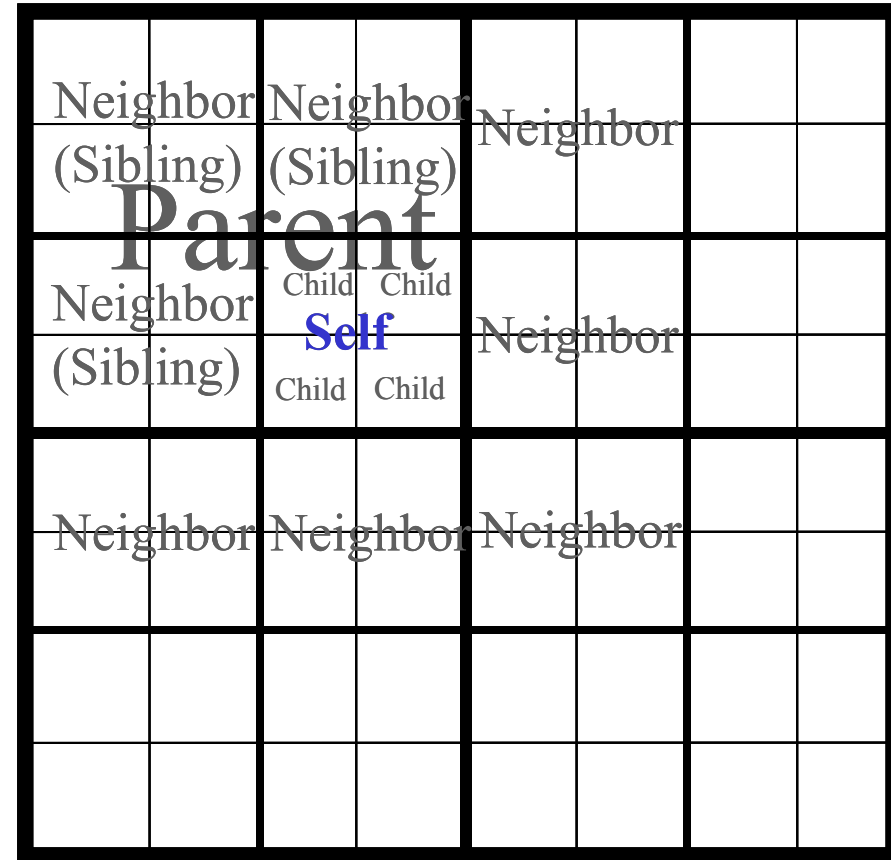 Neighbor Neighbor Neighbor
(Sibling) (Sibling)
Parent
Neighbor Child Child
Self Neighbor
(Sibling) Child Child
Neighbor Neighbor Neighbor